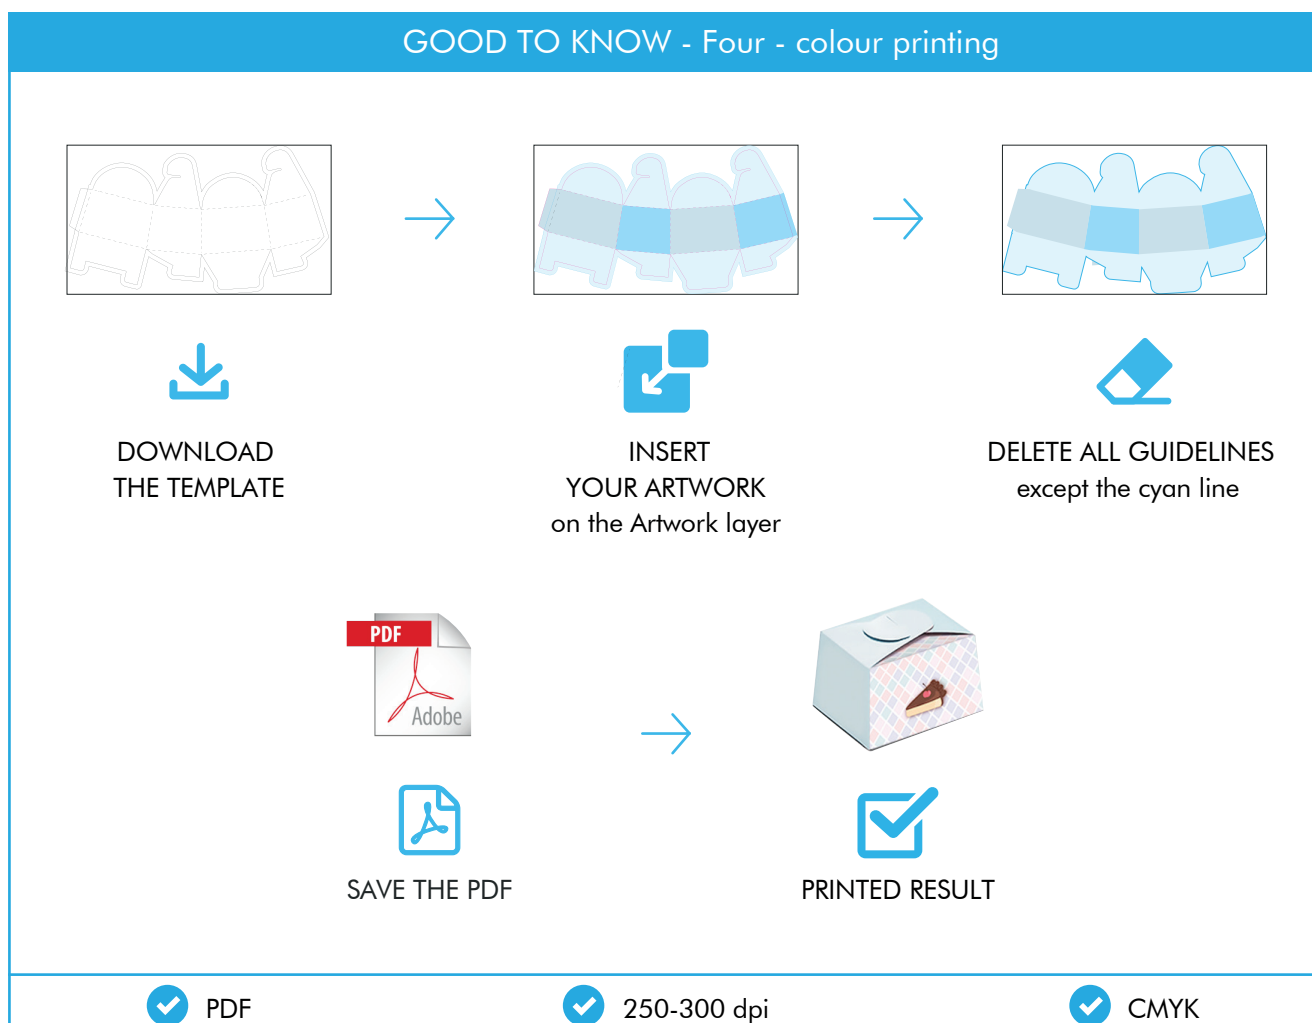 GOOD TO KNOW - Four - colour printing
DOWNLOAD
THE TEMPLATE
INSERT
YOUR ARTWORK
on the Artwork layer
DELETE ALL GUIDELINES
except the cyan line
PDF
Adobe
SAVE THE PDF
PRINTED RESULT
PDF
250-300 dpi
CMYK